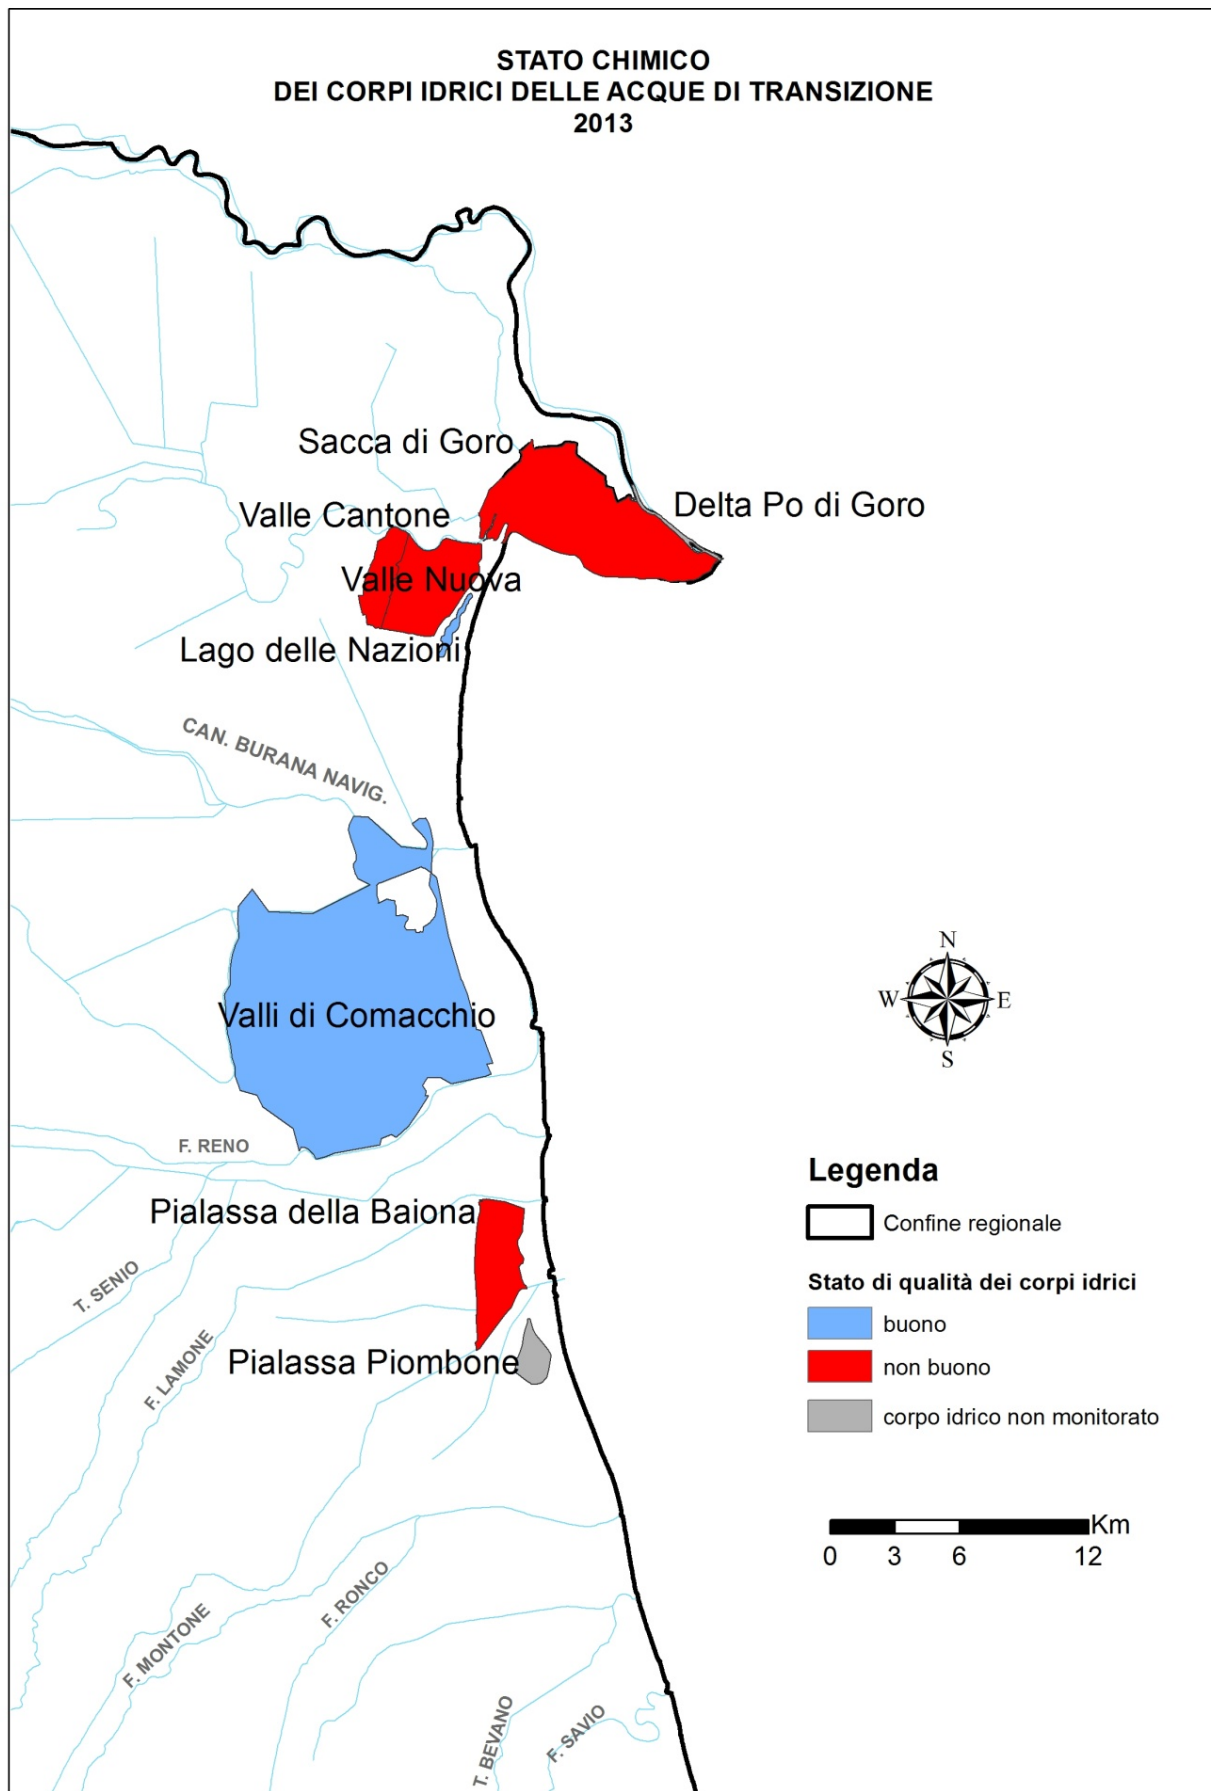 STATO CHIMICO
DEI CORPI IDRICI DELLE ACQUE DI TRANSIZIONE
2013
Sacca di Goro
Delta Po di Goro
Valle Cantone
Valle Nuova
Lago delle Nazioni
CAN. BURANA NAVIG.
N
W
E
S
Valli di Comacchio
F. RENO
Pialassa della Baiona
T. SENIO
F. LAMONE
Pialassa Piombone
F. RONCO
F. MONTONE
T. BEVANO
F. SAVIO
Legenda
Confine regionale
Stato di qualità dei corpi idrici
buono
non buono
corpo idrico non monitorato
Km
0 3 6 12